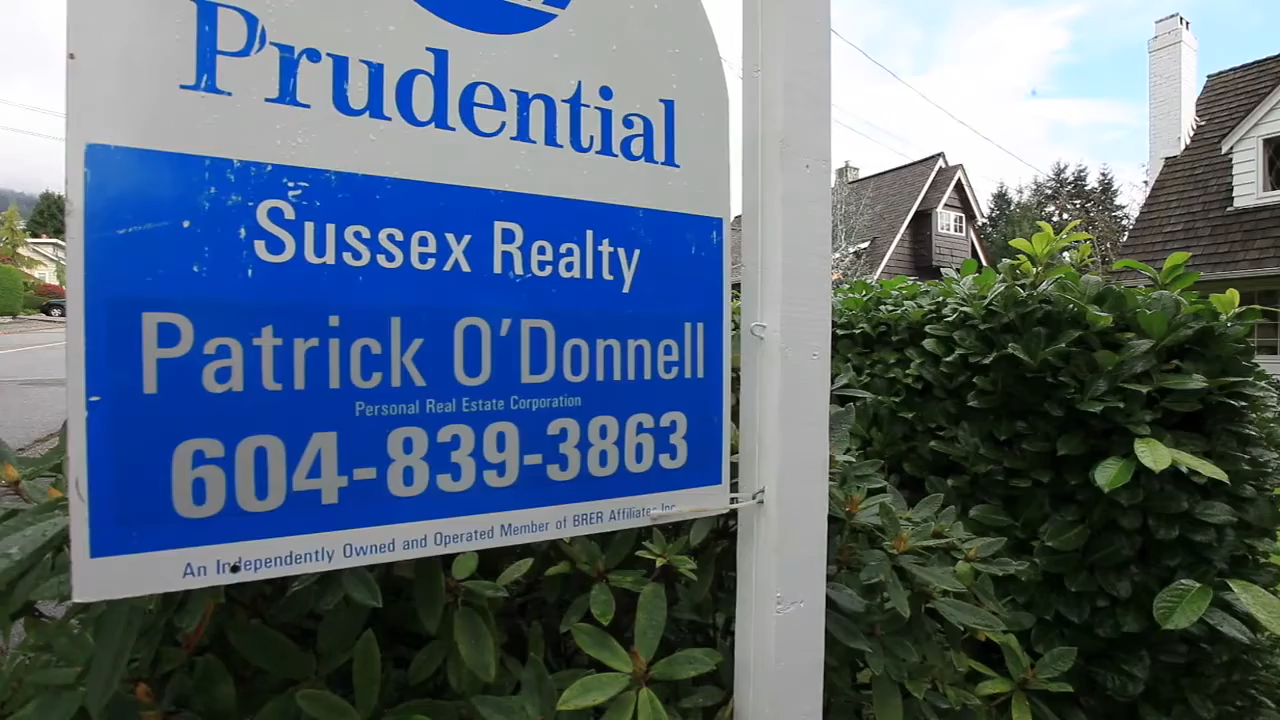 Prudential
Sussex Realty
Patrick O'Donnell
Personal Real Estate Corporation
604-839-3863
An Independently Owned and Operated Member of BRER Affiliates Inc.